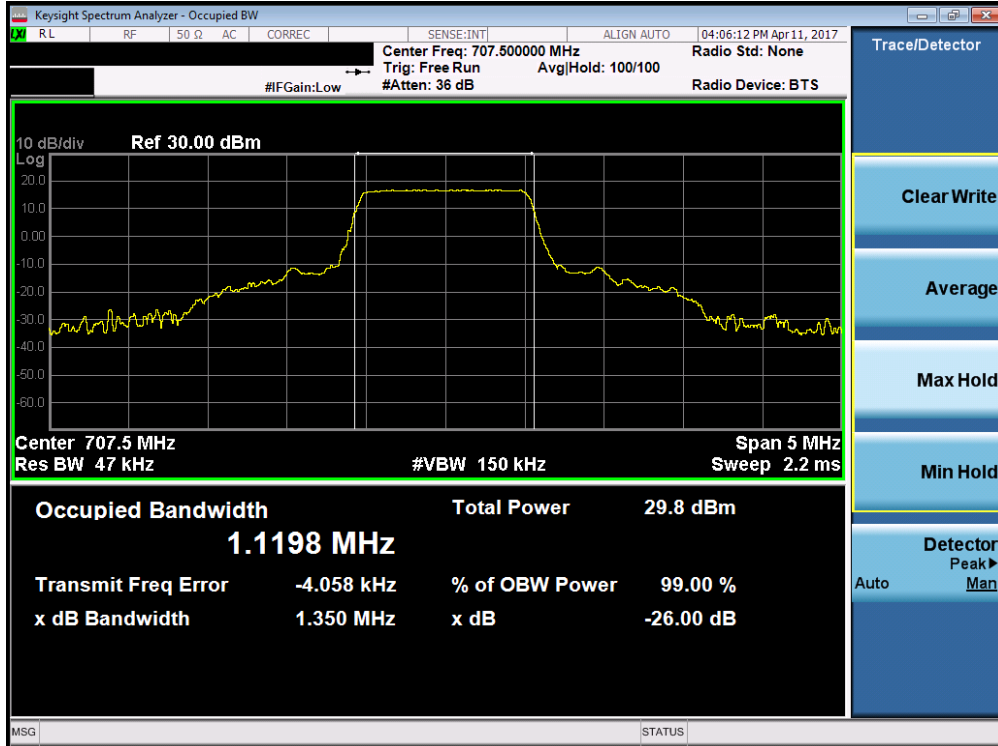 Keysight Spectrum Analyzer - Occupied BW
LXI RL RF 50 Ω AC CORREC SENSE:INT ALIGN AUTO 04:06:12 PM Apr 11, 2017
Center Freq: 707.500000 MHz Radio Std: None
Trig: Free Run Avg|Hold: 100/100
#IFGain:Low #Atten: 36 dB Radio Device: BTS
10 dB/div Ref 30.00 dBm
Log
20.0
10.0
0.00
-10.0
-20.0
-30.0
-40.0
-50.0
-60.0
Center 707.5 MHz Span 5 MHz
Res BW 47 kHz #VBW 150 kHz Sweep 2.2 ms
Occupied Bandwidth Total Power 29.8 dBm
1.1198 MHz
Transmit Freq Error -4.058 kHz % of OBW Power 99.00 %
x dB Bandwidth 1.350 MHz x dB -26.00 dB
MSG STATUS
Trace/Detector
Clear Write
Average
Max Hold
Min Hold
Detector
Peak▶
Auto Man